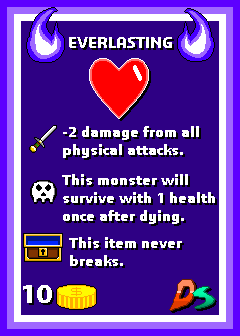 EVERLASTING
-2 damage from all
physical attacks.
This monster will
survive with 1 health
once after dying.
This item never
breaks.
10
DS